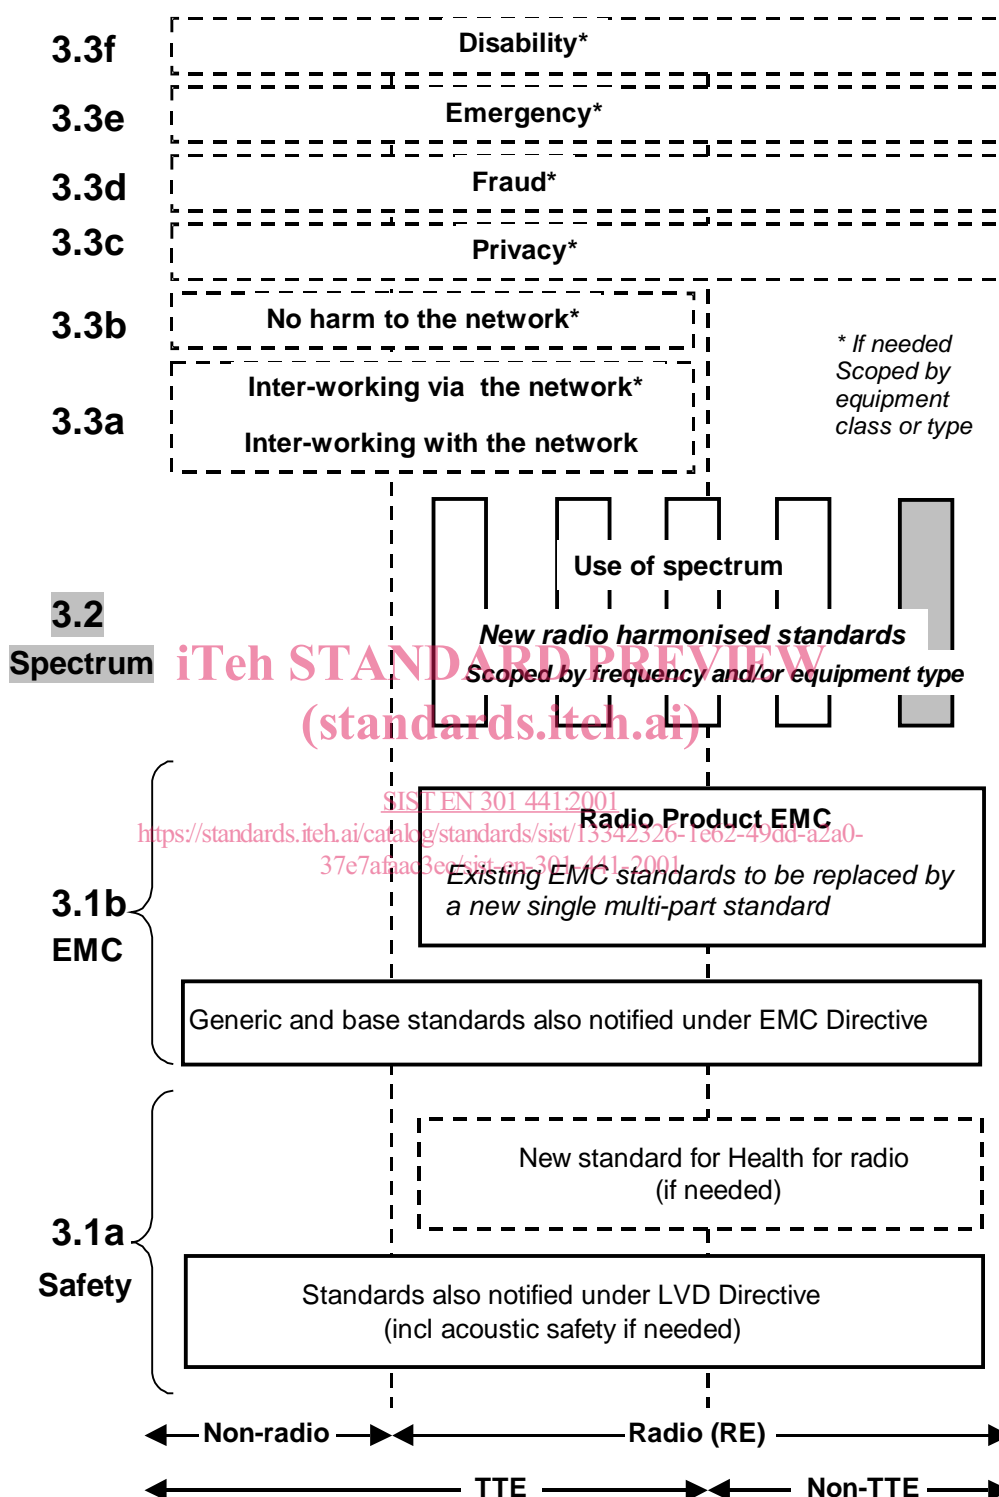 3.3f
Disability*
3.3e
Emergency*
3.3d
Fraud*
3.3c
Privacy*
3.3b
No harm to the network*
3.3a
Inter-working via the network*
Inter-working with the network
* If needed
Scoped by
equipment
class or type
3.2
Spectrum
Use of spectrum
New radio harmonised standards
Scoped by frequency and/or equipment type
iTeh STANDARD PREVIEW
(standards.iteh.ai)
SIST EN 301 441:2001
https://standards.iteh.ai/catalog/standards/sist/13342326-1e62-49dd-a2a0-
37e7afaac3ec/sist-en-301-441-2001
3.1b
EMC
Radio Product EMC
Existing EMC standards to be replaced by
a new single multi-part standard
Generic and base standards also notified under EMC Directive
3.1a
Safety
New standard for Health for radio
(if needed)
Standards also notified under LVD Directive
(incl acoustic safety if needed)
Non-radio
Radio (RE)
TTE
Non-TTE